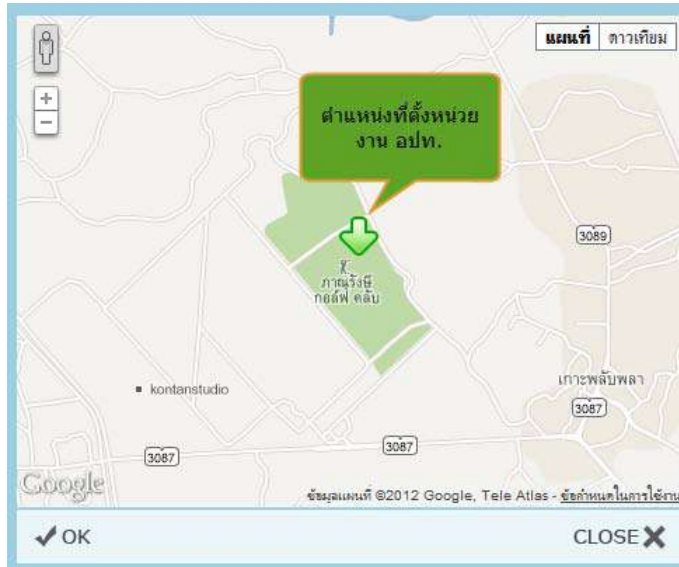 แผนที่ ดาวเทียม
+
-
ตำแหน่งที่ตั้งหน่วย
งาน อปท.
3089
ภาณุรังษี
กอล์ฟ คลับ
เกาะพลับพลา
kontanstudio
3087
3087
3087
Google
ข้อมูลแผนที่ ©2012 Google, Tele Atlas - ข้อกำหนดในการใช้งาน
OK CLOSE